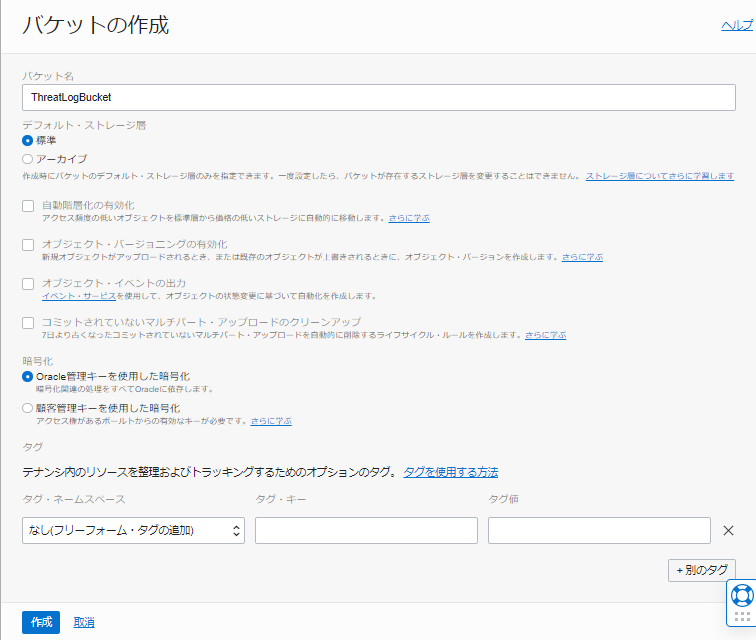 バケットの作成
ヘルプ
バケット名
ThreatLogBucket
デフォルト・ストレージ層
標準
アーカイブ
作成時にバケットのデフォルト・ストレージ層のみを指定できます。一度設定したら、バケットが存在するストレージ層を変更することはできません。 ストレージ層についてさらに学習します
自動階層化の有効化
アクセス頻度の低いオブジェクトを標準層から価格の低いストレージに自動的に移動します。さらに学ぶ
オブジェクト・バージョニングの有効化
新規オブジェクトがアップロードされるとき、または既存のオブジェクトが上書きされるときに、オブジェクト・バージョンを作成します。さらに学ぶ
オブジェクト・イベントの出力
イベント・サービスを使用して、オブジェクトの状態変更に基づいて自動化を作成します。
コミットされていないマルチパート・アップロードのクリーンアップ
7日より古くなったコミットされていないマルチパート・アップロードを自動的に削除するライフサイクル・ルールを作成します。さらに学ぶ
暗号化
Oracle管理キーを使用した暗号化
暗号化関連の処理をすべてOracleに依存します。
顧客管理キーを使用した暗号化
アクセス権があるボールトからの有効なキーが必要です。さらに学ぶ
タグ
テナンシ内のリソースを整理およびトラッキングするためのオプションのタグ。 タグを使用する方法
タグ・ネームスペース タグ・キー タグ値
なし(フリーフォーム・タグの追加)
+ 別のタグ
作成 取消